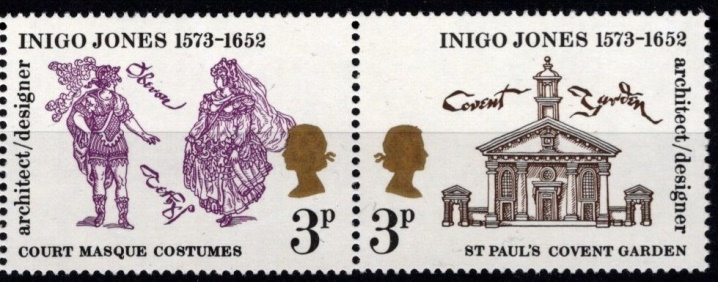 INIGO JONES 1573-1652
architect/designer
Oberon
3P
COURT MASQUE COSTUMES
INIGO JONES 1573-1652
architect/designer
Covent Garden
3P
ST PAUL'S COVENT GARDEN